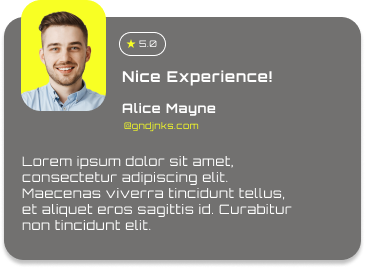 ★ 5.0
Nice Experience!
Alice Mayne
@gndjnks.com
Lorem ipsum dolor sit amet,
consectetur adipiscing elit.
Maecenas viverra tincidunt tellus,
et aliquet eros sagittis id. Curabitur
non tincidunt elit.